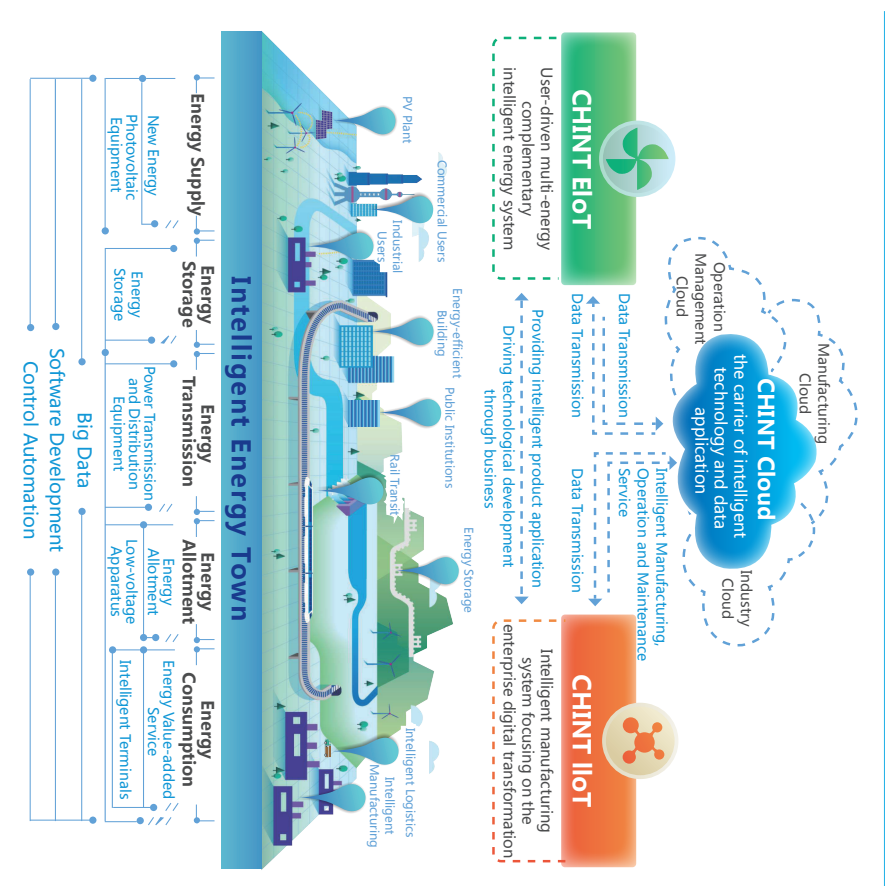 Manufacturing
Cloud
Operation
Management
Cloud
CHINT Cloud
the carrier of intelligent
technology and data
application
Industry
Cloud
Data Transmission
Data Transmission
Intelligent Manufacturing,
Operation and Maintenance
Service
Data Transmission
CHINT EIoT
User-driven multi-energy
complementary
intelligent energy system
Providing intelligent product application
Driving technological development
through business
CHINT IIoT
Intelligent manufacturing
system focusing on the
enterprise digital transformation
PV Plant
Commercial Users
Industrial
Users
Energy-efficient
Building
Public Institutions
Rail Transit
Energy Storage
Intelligent Logistics
Intelligent
Manufacturing
Intelligent Energy Town
Energy Supply
New Energy
Photovoltaic
Equipment
Energy
Storage
Energy
Storage
Energy
Transmission
Power Transmission
and Distribution
Equipment
Energy
Allotment
Energy
Allotment
Low-voltage
Apparatus
Energy
Consumption
Energy Value-added
Service
Intelligent Terminals
Big Data
Software Development
Control Automation